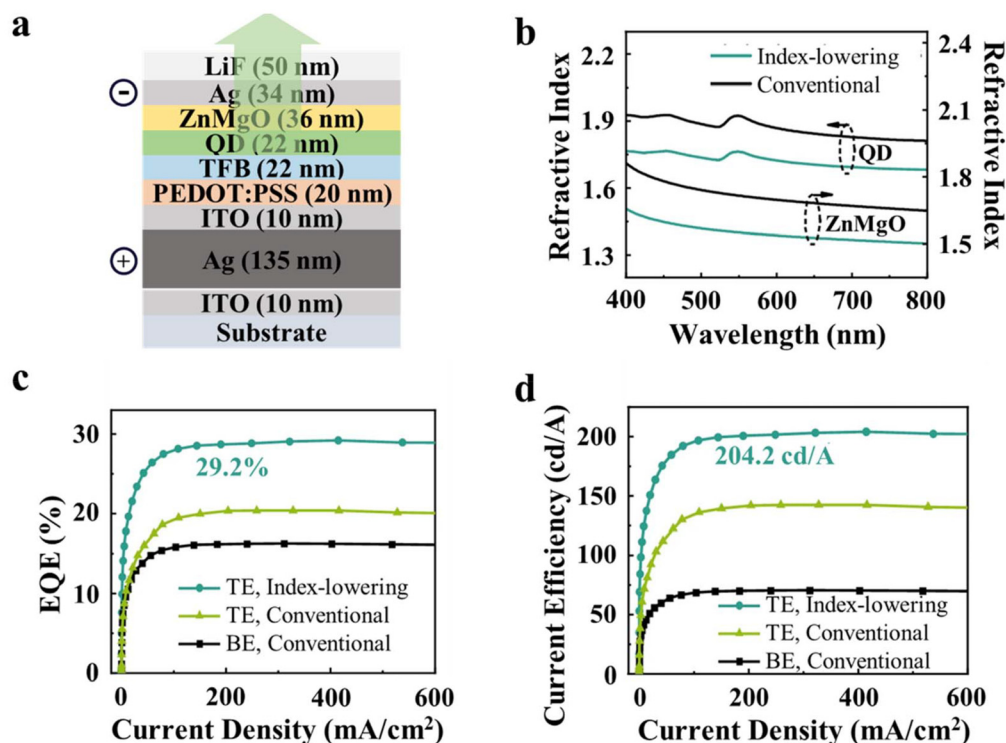 a
LiF (50 nm)
Ag (34 nm)
ZnMgO (36 nm)
QD (22 nm)
TFB (22 nm)
PEDOT:PSS (20 nm)
ITO (10 nm)
Ag (135 nm)
ITO (10 nm)
Substrate
−
+
b
Refractive Index
2.2
1.9
1.6
1.3
Index-lowering
Conventional
QD
ZnMgO
2.4
2.1
1.8
1.5
Refractive Index
400 500 600 700 800
Wavelength (nm)
c
EQE (%)
30
20
10
0
29.2%
TE, Index-lowering
TE, Conventional
BE, Conventional
0 200 400 600
Current Density (mA/cm²)
d
Current Efficiency (cd/A)
200
150
100
50
0
204.2 cd/A
TE, Index-lowering
TE, Conventional
BE, Conventional
0 200 400 600
Current Density (mA/cm²)